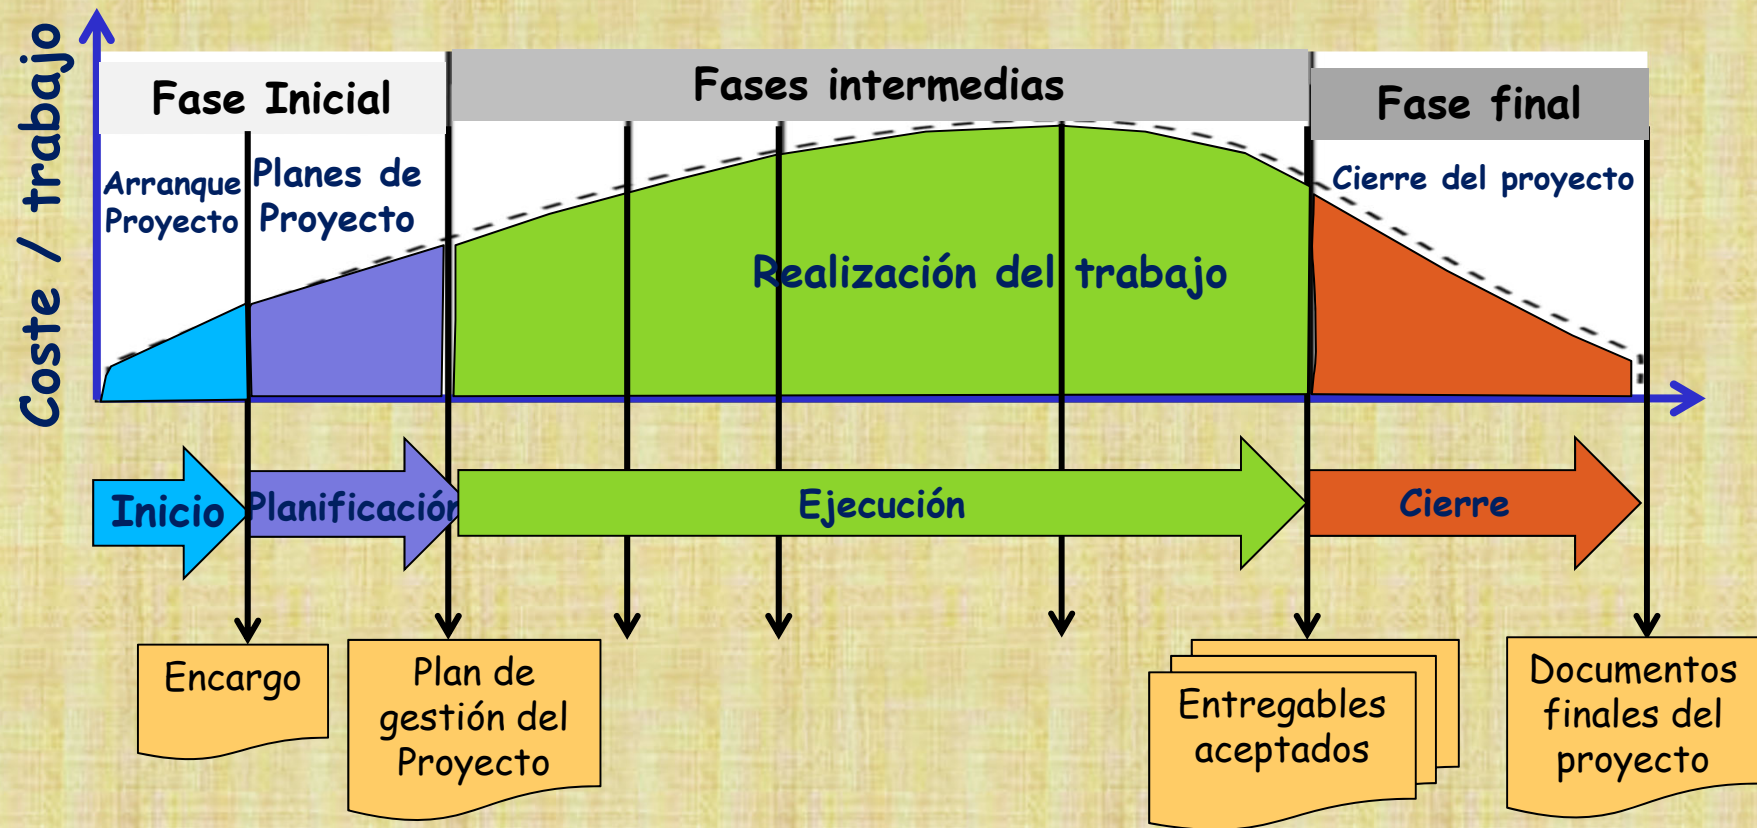 Coste / trabajo
Fase Inicial
Fases intermedias
Fase final
Arranque
Proyecto
Planes de
Proyecto
Cierre del proyecto
Realización del trabajo
Inicio
Planificación
Ejecución
Cierre
Encargo
Plan de
gestión del
Proyecto
Entregables
aceptados
Documentos
finales del
proyecto